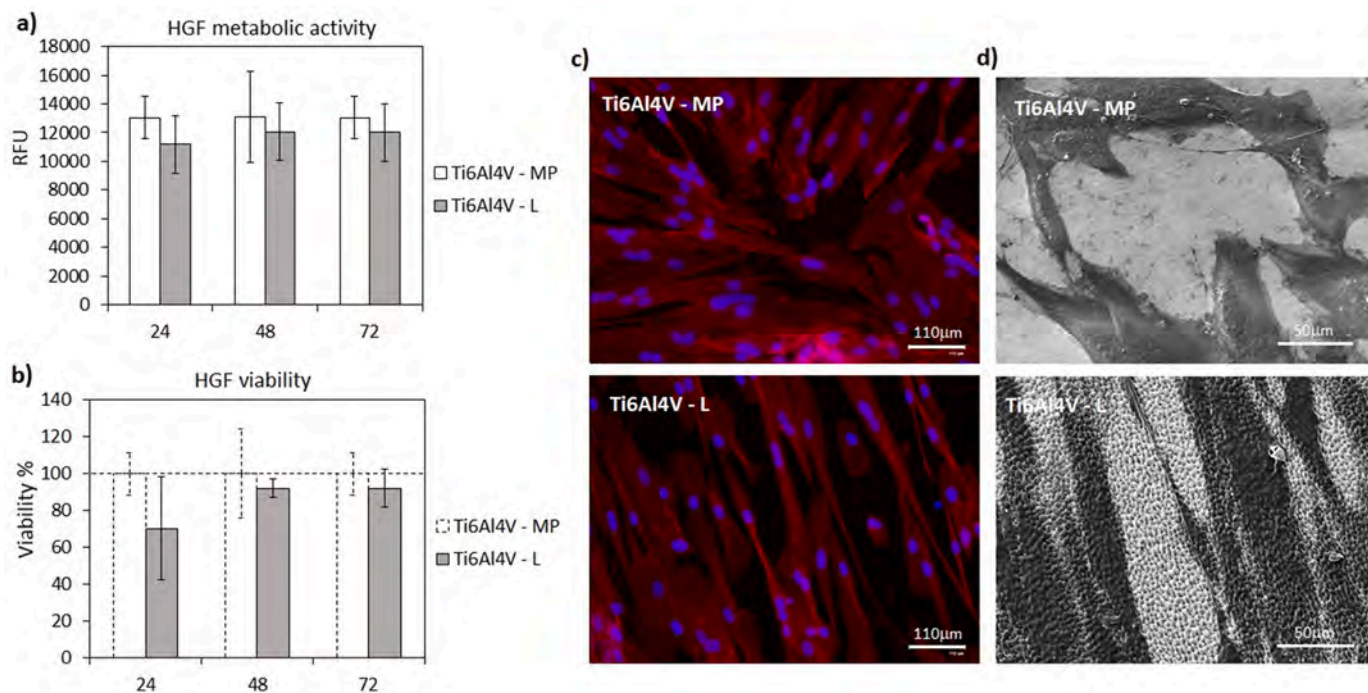 a)
HGF metabolic activity
18000
16000
14000
12000
10000
8000
6000
4000
2000
0
RFU
24 48 72
Ti6Al4V - MP
Ti6Al4V - L
b)
HGF viability
140
120
100
80
60
40
20
0
Viability %
24 48 72
Ti6Al4V - MP
Ti6Al4V - L
c)
Ti6Al4V - MP
110µm
Ti6Al4V - L
110µm
d)
Ti6Al4V - MP
50µm
Ti6Al4V - L
50µm